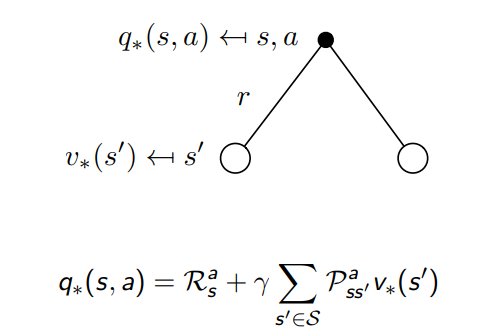 q∗(s, a) ↤ s, a
r
v∗(s′) ↤ s′
q∗(s, a) = ℛₛᵃ + γ ∑ₛ′∈𝒮 𝒫ₛₛ′ᵃ v∗(s′)